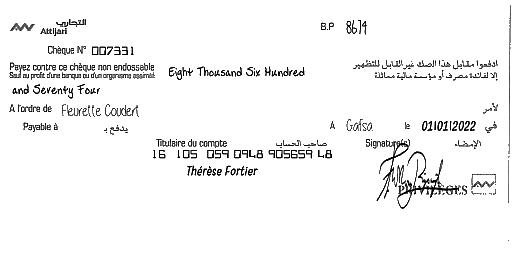 التجاري
Attijari
B.P 8674
Chèque N° 007331
Payez contre ce chèque non endossable
Sauf au profit d'une banque ou d'un organisme assimilé
Eight Thousand Six Hundred
and Seventy Four
ادفعوا مقابل هذا الصك غير القابل للتظهير
إلا لفائدة مصرف أو مؤسسة مالية مماثلة
A l'ordre de Fleurette Coudert
لأمر
Payable à يدفع بـ
A Gafsa le 01/01/2022 في
Titulaire du compte صاحب الحساب
Signature(s) الإمضاء
16 105 059 0948 905659 48
Thérèse Fortier
PRIVILÈGES